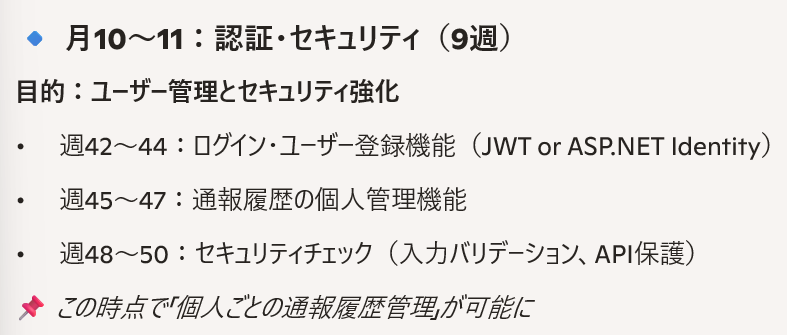 🔹 月10～11：認証・セキュリティ（9週）
目的：ユーザー管理とセキュリティ強化
• 週42～44：ログイン・ユーザー登録機能（JWT or ASP.NET Identity）
• 週45～47：通報履歴の個人管理機能
• 週48～50：セキュリティチェック（入力バリデーション、API保護）
📌 この時点で「個人ごとの通報履歴管理」が可能に